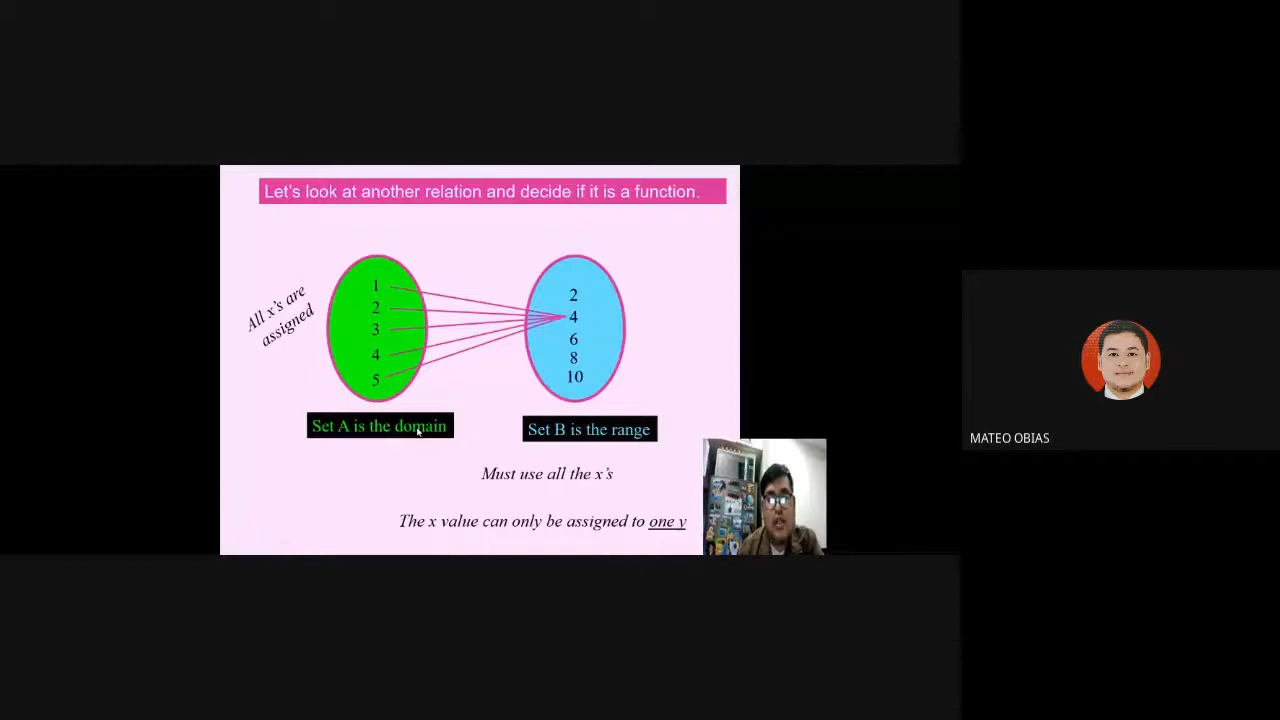 Let's look at another relation and decide if it is a function.
All x's are
assigned
1
2
3
4
5
2
4
6
8
10
Set A is the domain
Set B is the range
Must use all the x's
The x value can only be assigned to one y
MATEO OBIAS